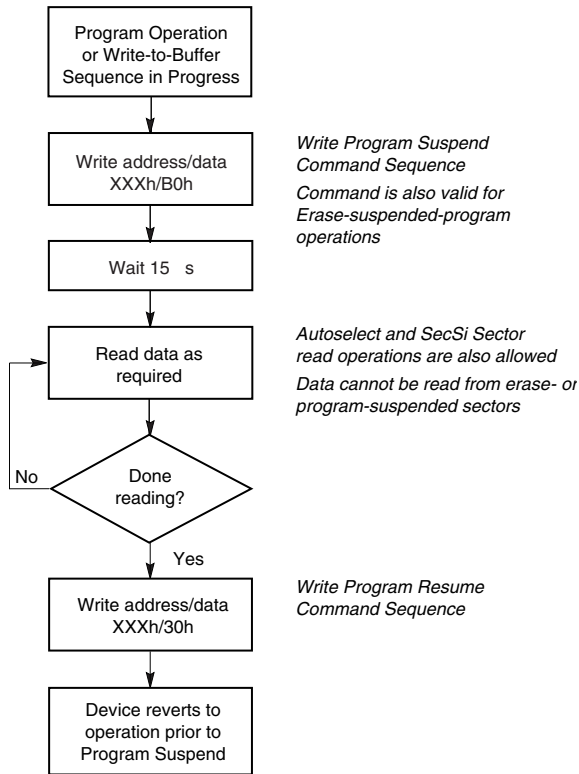 Program Operation
or Write-to-Buffer
Sequence in Progress
Write address/data
XXXh/B0h
Write Program Suspend
Command Sequence
Command is also valid for
Erase-suspended-program
operations
Wait 15 s
Read data as
required
Autoselect and SecSi Sector
read operations are also allowed
Data cannot be read from erase- or
program-suspended sectors
No
Done
reading?
Yes
Write address/data
XXXh/30h
Write Program Resume
Command Sequence
Device reverts to
operation prior to
Program Suspend